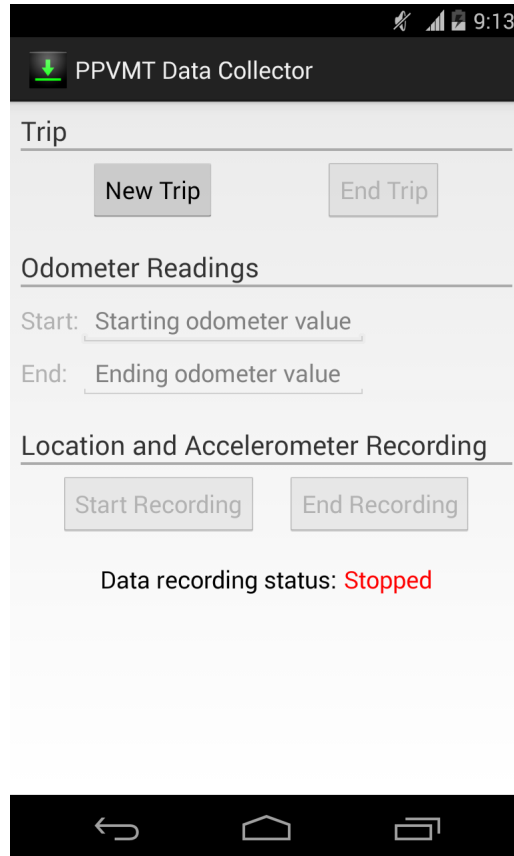 9:13
PPVMT Data Collector
Trip
New Trip End Trip
Odometer Readings
Start: Starting odometer value
End: Ending odometer value
Location and Accelerometer Recording
Start Recording End Recording
Data recording status: Stopped